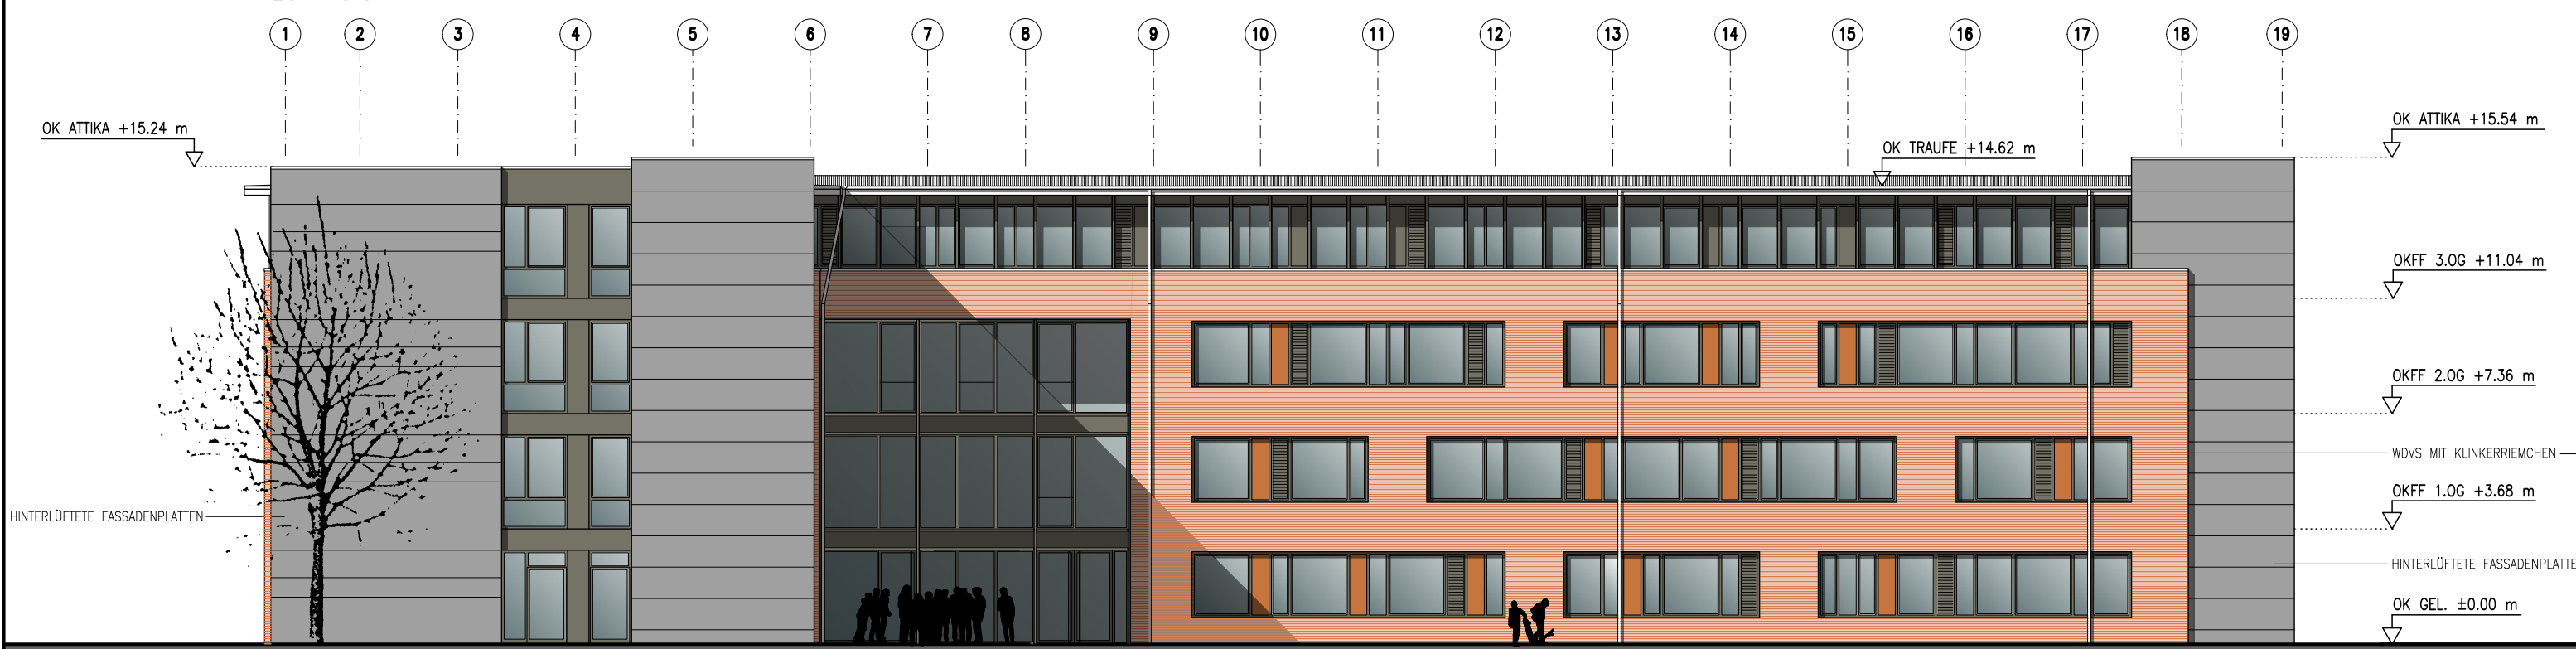 1 2 3 4 5 6 7 8 9 10 11 12 13 14 15 16 17 18 19
OK ATTIKA +15.24 m
OK ATTIKA +15.54 m
OK TRAUFE +14.62 m
OKFF 3.OG +11.04 m
OKFF 2.OG +7.36 m
WDVS MIT KLINKERRIEMCHEN
OKFF 1.OG +3.68 m
HINTERLÜFTETE FASSADENPLATTEN
HINTERLÜFTETE FASSADENPLATTE
OK GEL. ±0.00 m